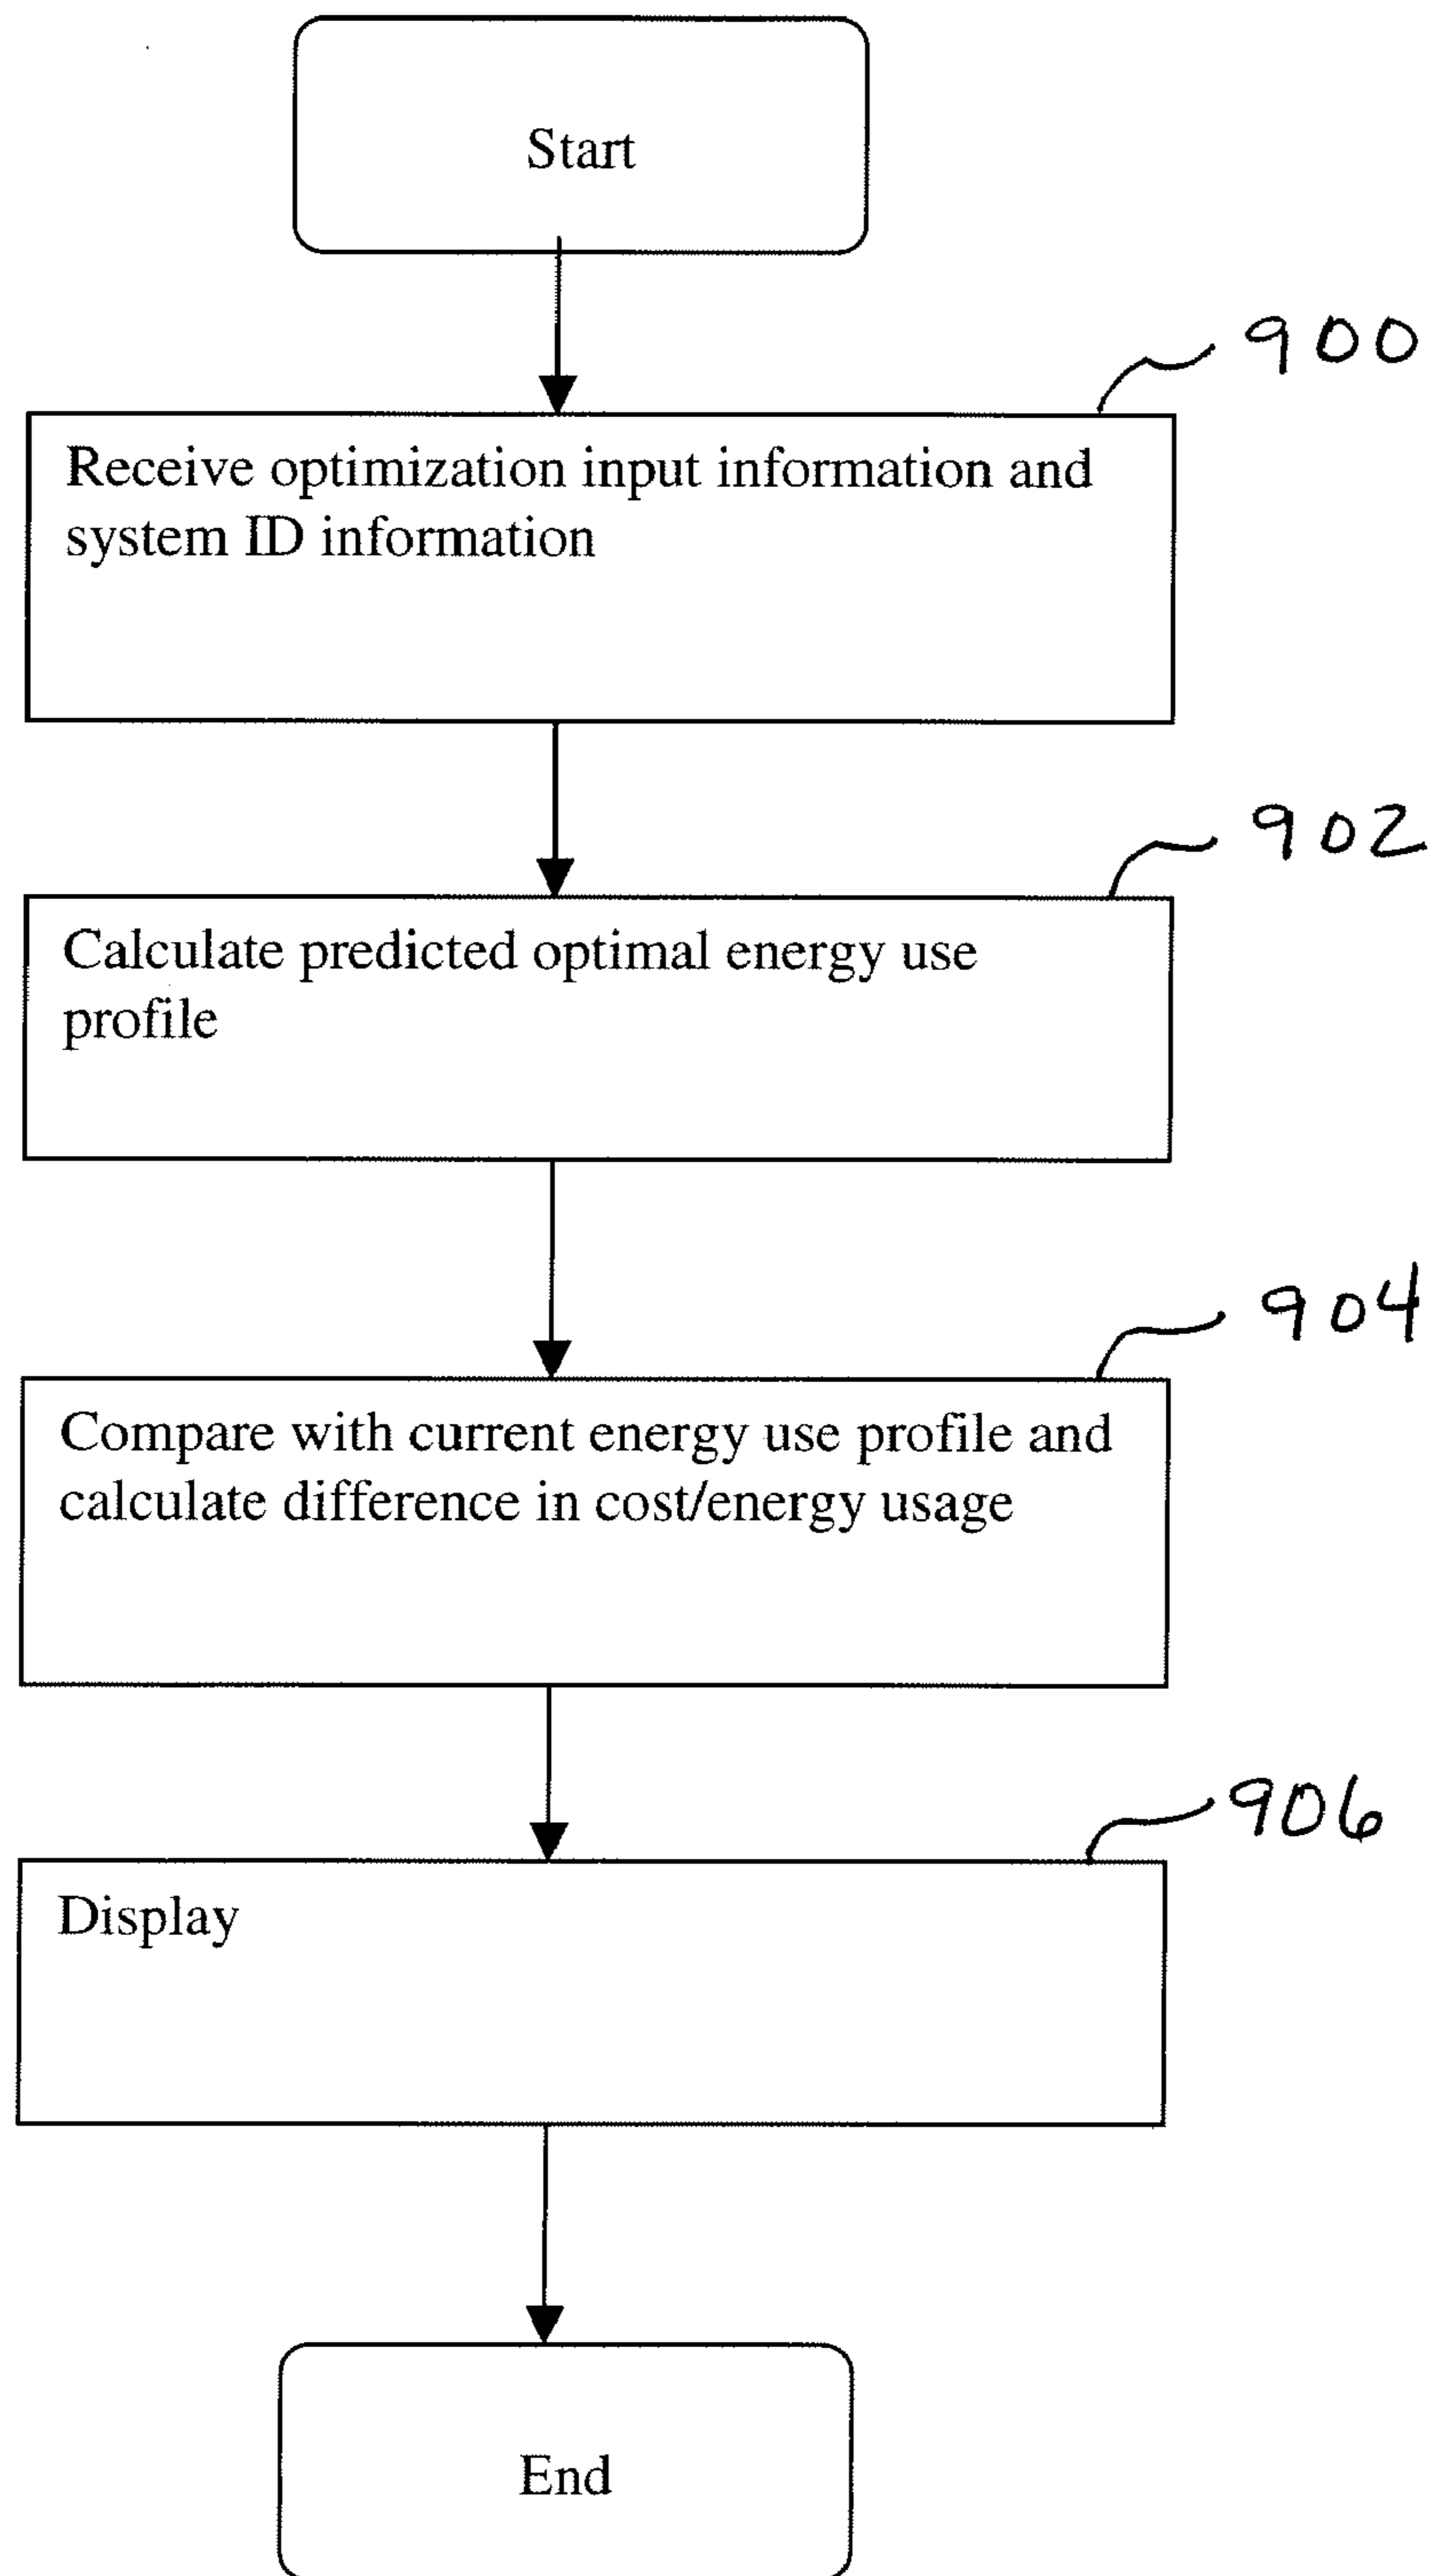 Start
900
Receive optimization input information and
system ID information
902
Calculate predicted optimal energy use
profile
904
Compare with current energy use profile and
calculate difference in cost/energy usage
906
Display
End